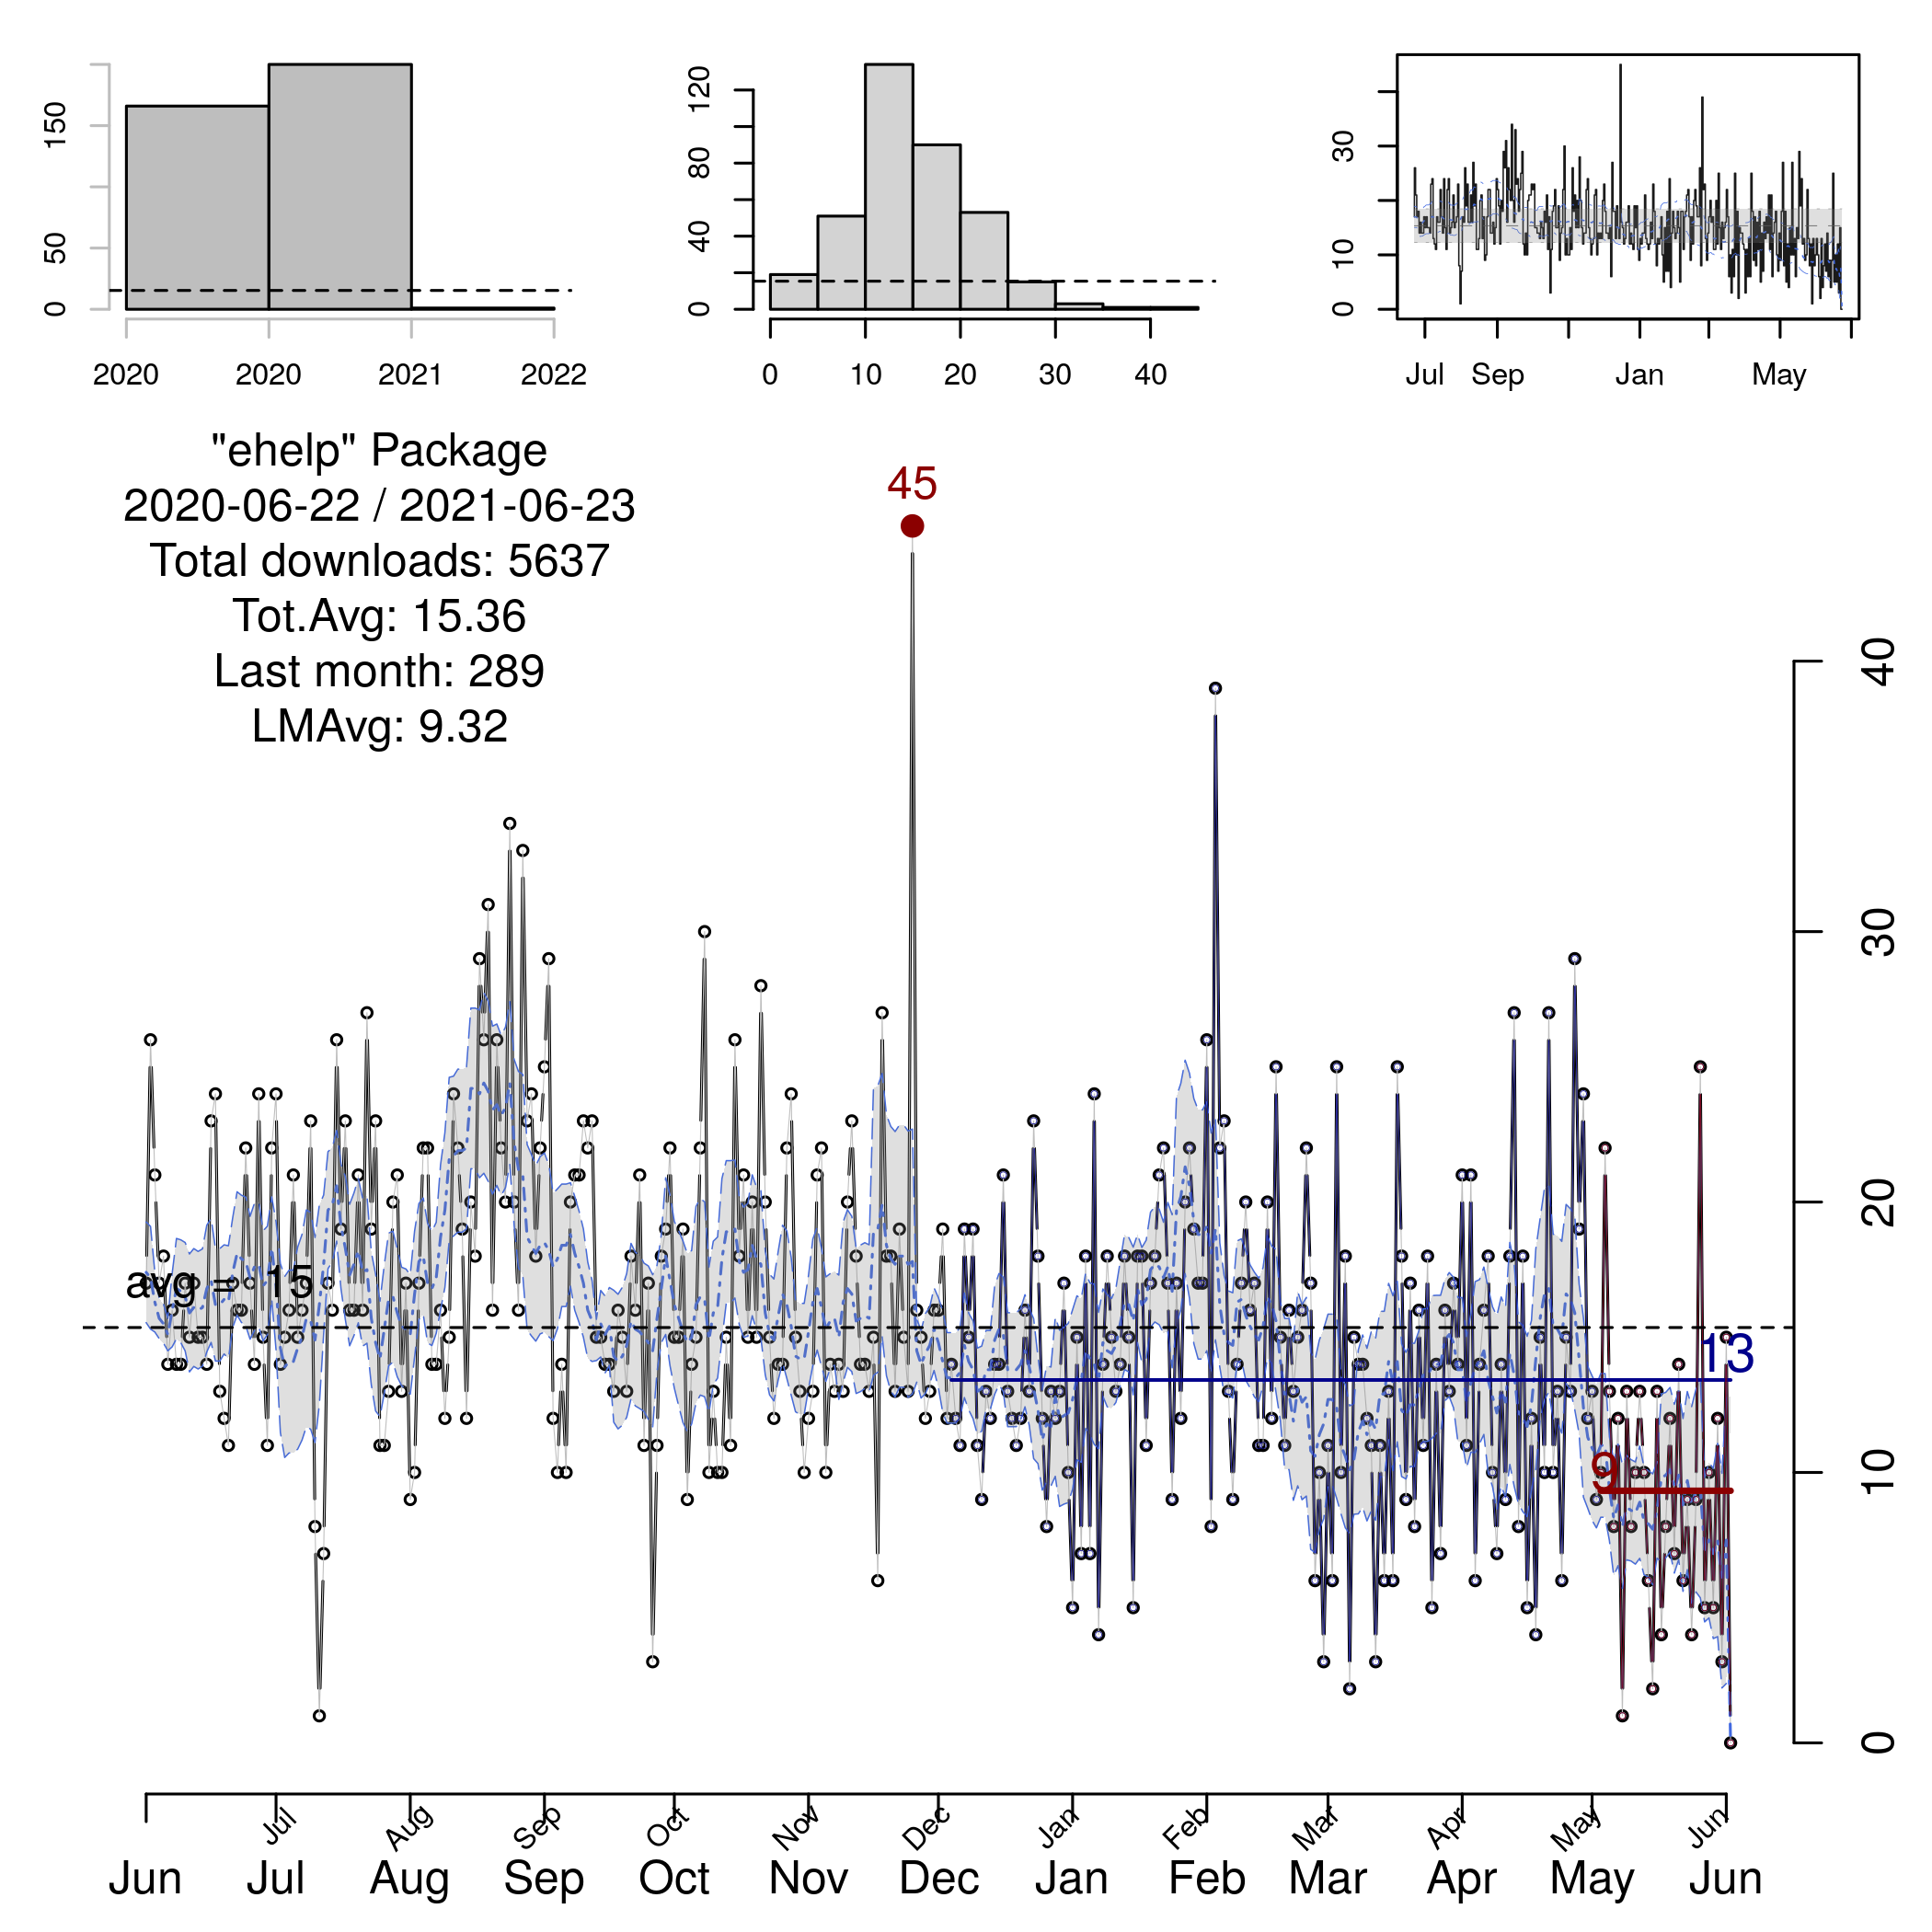 150
50
0
2020 2020 2021 2022
120
80
40
0
0 10 20 30 40
30
10
0
Jul Sep Jan May
"ehelp" Package
2020-06-22 / 2021-06-23
Total downloads: 5637
Tot.Avg: 15.36
Last month: 289
LMAvg: 9.32
45
avg = 15
13
9
40
30
20
10
0
Jul Aug Sep Oct Nov Dec Jan Feb Mar Apr May Jun
Jun Jul Aug Sep Oct Nov Dec Jan Feb Mar Apr May Jun